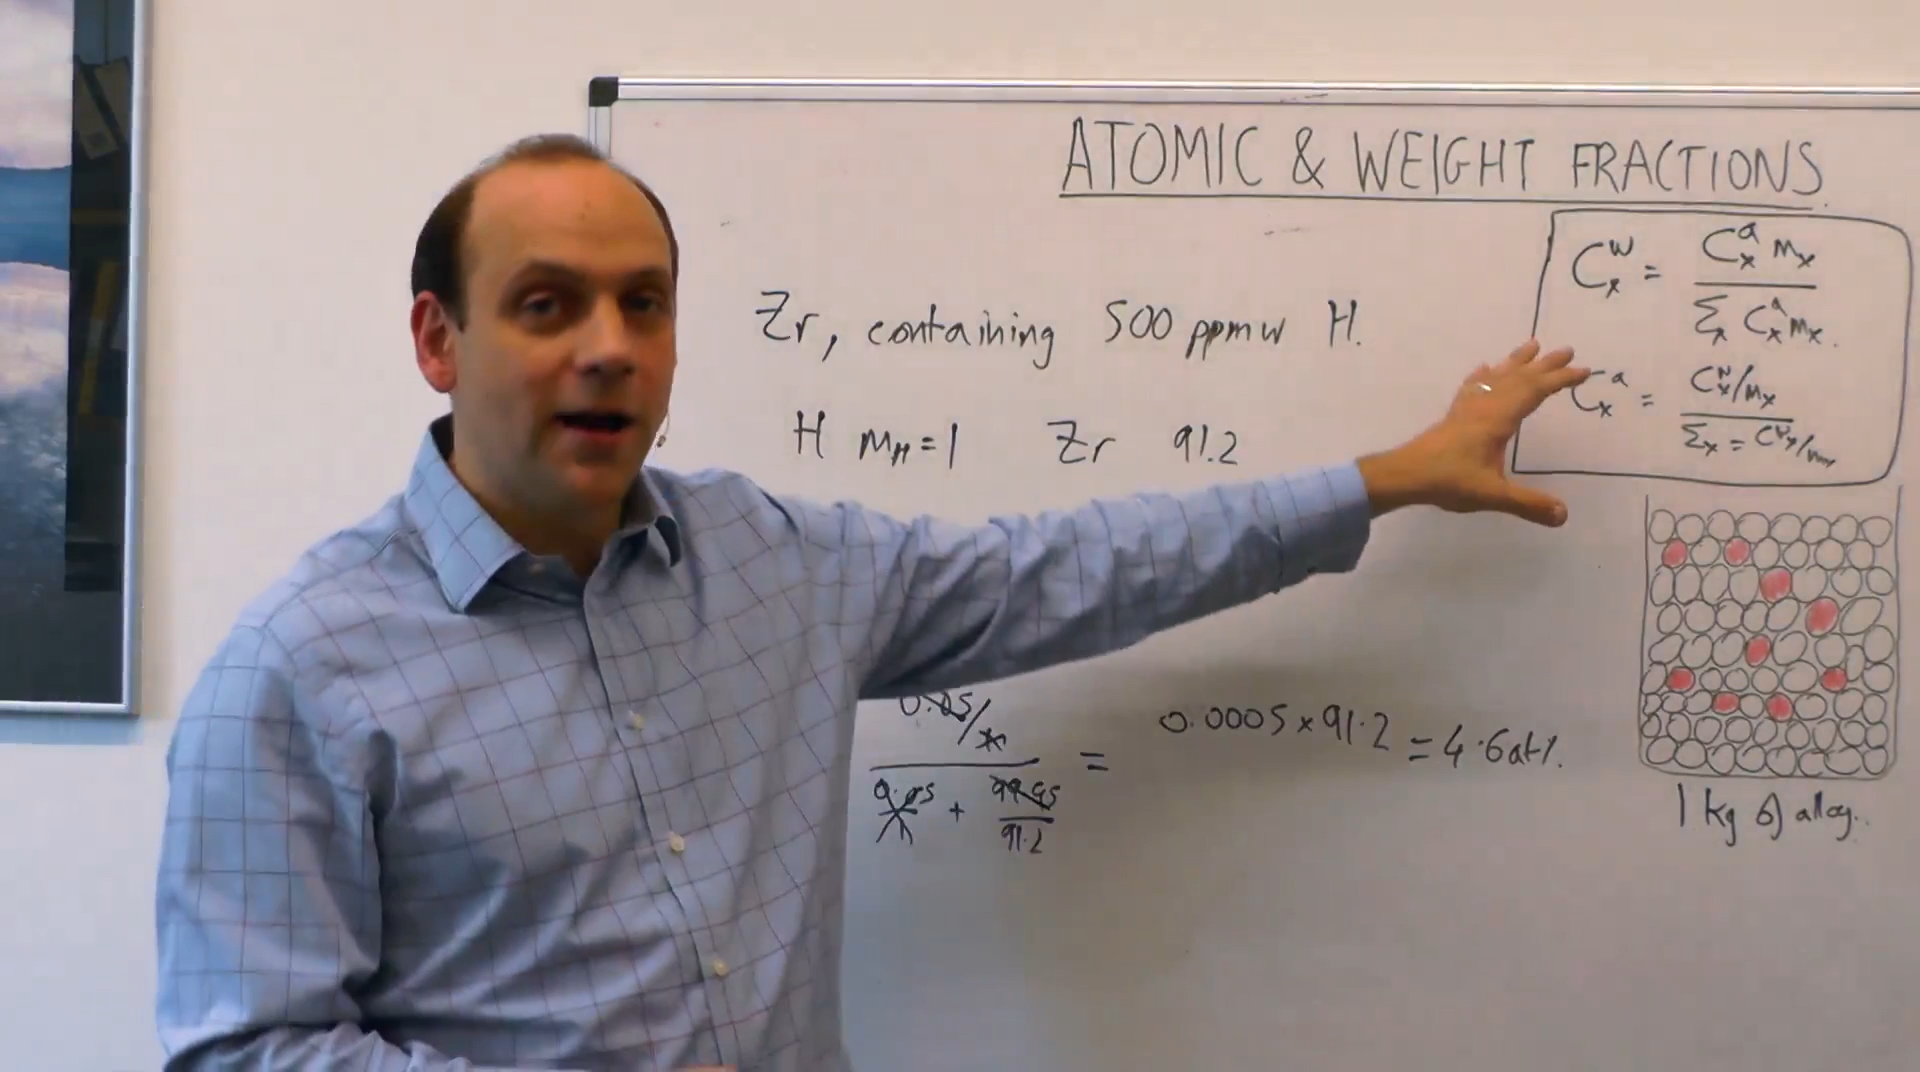 ATOMIC & WEIGHT FRACTIONS.
C_x^w = C_x^a m_x / Σ_x C_x^a m_x.
Zr, containing 500 ppmw H.
C_x^a = C_x^w/m_x / Σ_x = C_x^w/m_x
H m_H = 1 Zr 91.2
0.05/1 / 0.05/1 + 99.95/91.2 = 0.0005 × 91.2 = 4.6 at%.
1 kg of alloy.